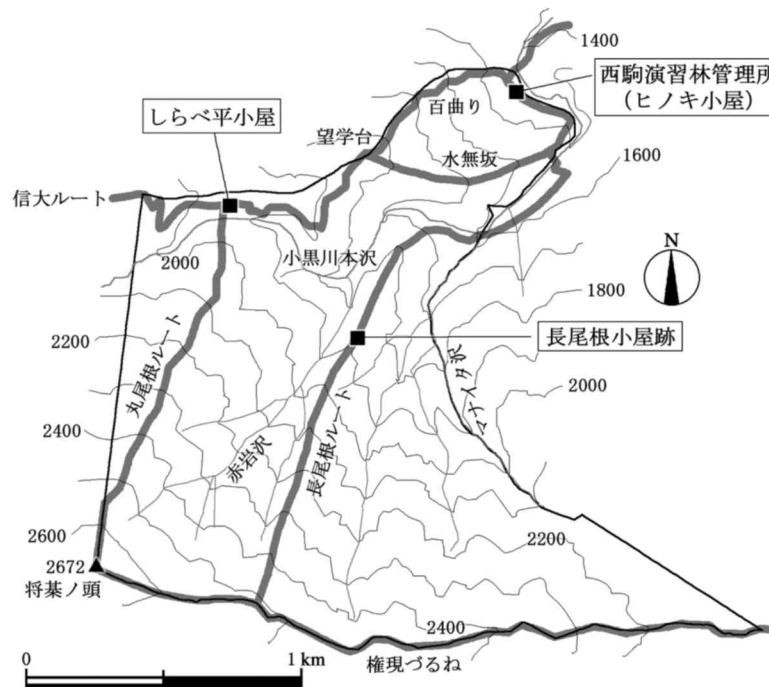 1400
西駒演習林管理所
(ヒノキ小屋)
百曲り
しらべ平小屋
望学台
水無坂
1600
信大ルート
小黒川本沢
N
2000
1800
2200
丸尾根ルート
長尾根小屋跡
マナイタ沢
2000
2400
赤岩沢
長尾根ルート
2600
2200
2672
将棊ノ頭
2400
権現づるね
0
1 km